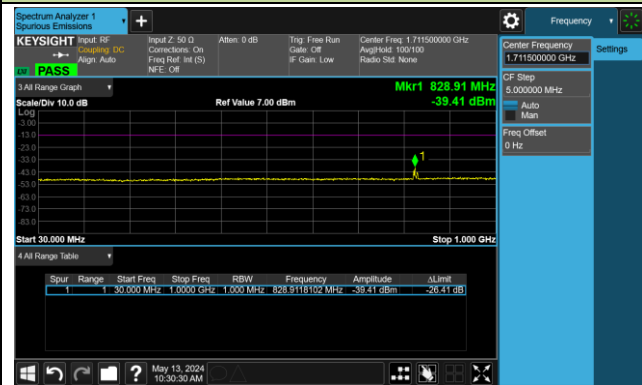 Spectrum Analyzer 1
Spurious Emissions
Frequency
KEYSIGHT
Input: RF
Coupling: DC
Align: Auto
Input Z: 50 Ω
Corrections: On
Freq Ref: Int (S)
NFE: Off
Atten: 0 dB
Trig: Free Run
Gate: Off
IF Gain: Low
Center Freq: 1.711500000 GHz
Avg|Hold: 100/100
Radio Std: None
PASS
Center Frequency
1.711500000 GHz
Settings
CF Step
5.000000 MHz
Auto
Man
Freq Offset
0 Hz
3 All Range Graph
Mkr1 828.91 MHz
Scale/Div 10.0 dB
Ref Value 7.00 dBm
-39.41 dBm
Log
-3.00
-13.0
-23.0
-33.0
-43.0
-53.0
-63.0
-73.0
-83.0
1
Start 30.000 MHz
Stop 1.000 GHz
4 All Range Table
Spur Range Start Freq Stop Freq RBW Frequency Amplitude ΔLimit
1 1 30.000 MHz 1.0000 GHz 1.000 MHz 828.9118102 MHz -39.41 dBm -26.41 dB
?
May 13, 2024
10:30:30 AM